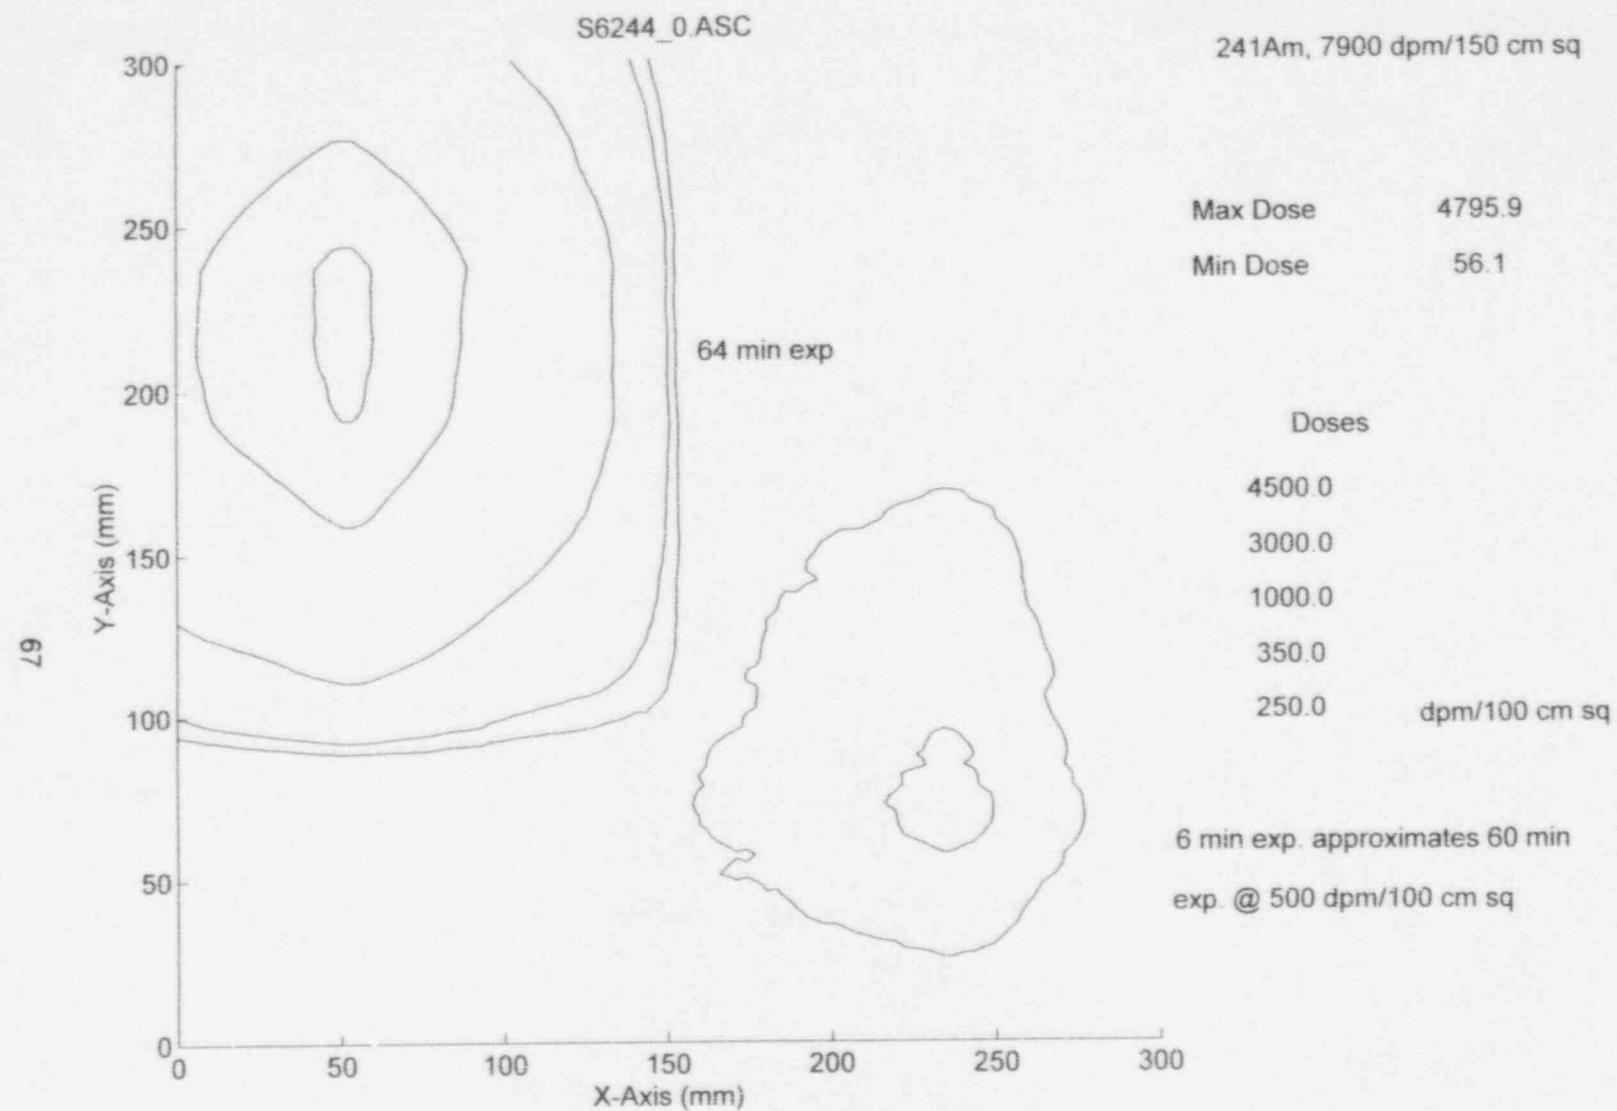 S6244_0.ASC
241Am, 7900 dpm/150 cm sq
300
250
200
150
100
50
0
Y-Axis (mm)
0 50 100 150 200 250 300
X-Axis (mm)
64 min exp
Max Dose 4795.9
Min Dose 56.1
Doses
4500.0
3000.0
1000.0
350.0
250.0 dpm/100 cm sq
6 min exp. approximates 60 min
exp. @ 500 dpm/100 cm sq
67